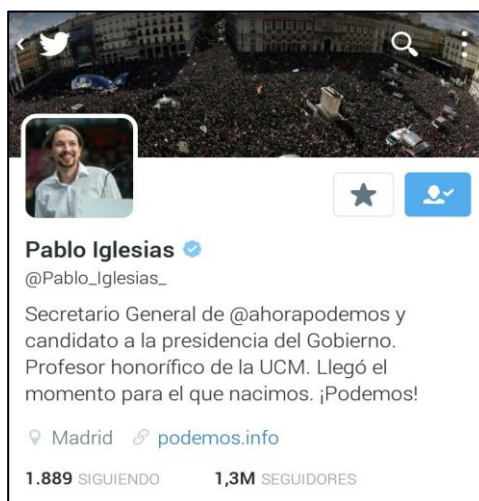 Pablo Iglesias
@Pablo_Iglesias_
Secretario General de @ahorapodemos y
candidato a la presidencia del Gobierno.
Profesor honorífico de la UCM. Llegó el
momento para el que nacimos. ¡Podemos!
Madrid podemos.info
1.889 SIGUIENDO 1,3M SEGUIDORES